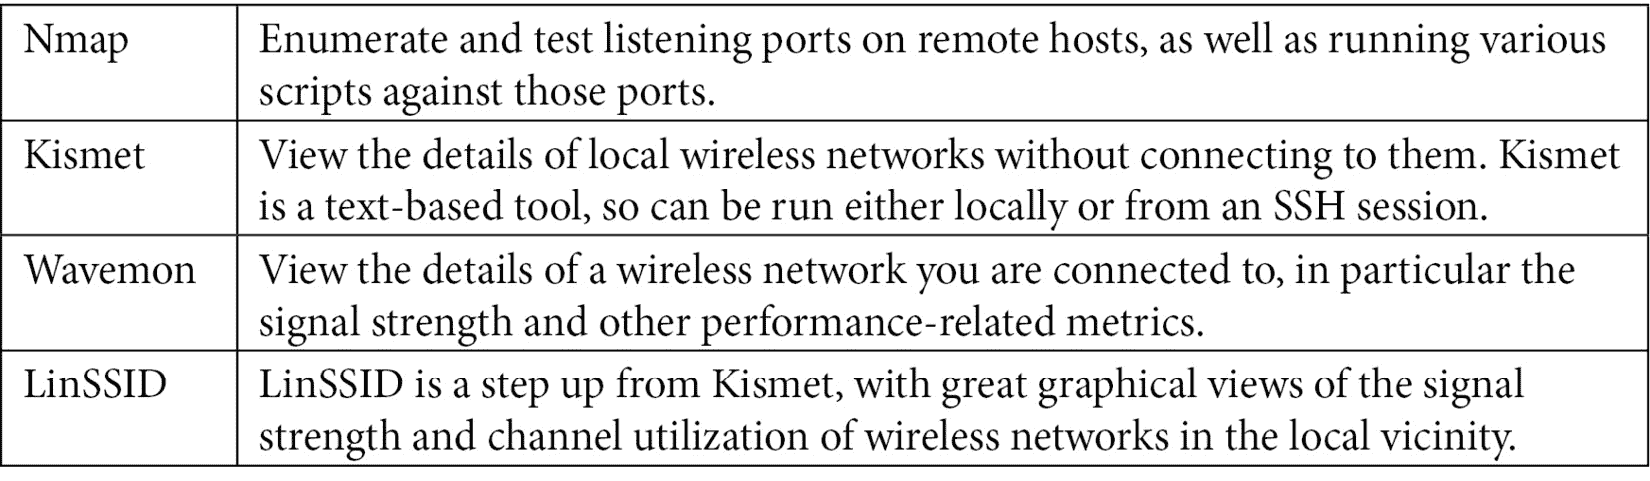 Nmap
Enumerate and test listening ports on remote hosts, as well as running various
scripts against those ports.
Kismet
View the details of local wireless networks without connecting to them. Kismet
is a text-based tool, so can be run either locally or from an SSH session.
Wavemon
View the details of a wireless network you are connected to, in particular the
signal strength and other performance-related metrics.
LinSSID
LinSSID is a step up from Kismet, with great graphical views of the signal
strength and channel utilization of wireless networks in the local vicinity.